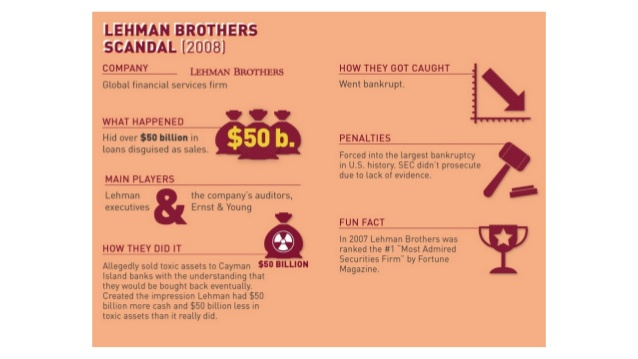 LEHMAN BROTHERS
SCANDAL (2008)
COMPANY
LEHMAN BROTHERS
Global financial services firm
WHAT HAPPENED
Hid over $50 billion in
loans disguised as sales.
$50 b.
MAIN PLAYERS
Lehman
executives
&
the company's auditors,
Ernst & Young
HOW THEY DID IT
Allegedly sold toxic assets to Cayman
Island banks with the understanding that
they would be bought back eventually.
Created the impression Lehman had $50
billion more cash and $50 billion less in
toxic assets than it really did.
$50 BILLION
HOW THEY GOT CAUGHT
Went bankrupt.
PENALTIES
Forced into the largest bankruptcy
in U.S. history. SEC didn't prosecute
due to lack of evidence.
FUN FACT
In 2007 Lehman Brothers was
ranked the #1 "Most Admired
Securities Firm" by Fortune
Magazine.